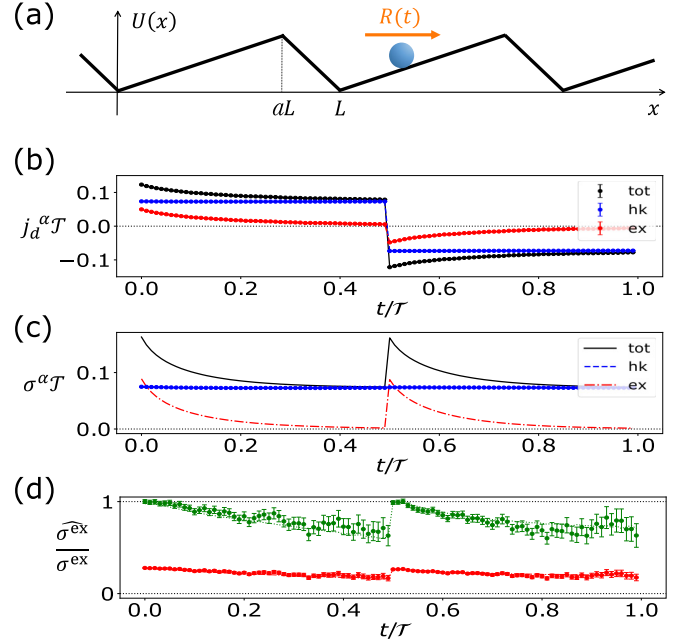 (a)
U(x)
R(t)
aL
L
x
(b)
j_d^α 𝒯
0.1
0.0
−0.1
tot
hk
ex
0.0 0.2 0.4 0.6 0.8 1.0
t/𝒯
(c)
σ^α 𝒯
0.1
0.0
tot
hk
ex
0.0 0.2 0.4 0.6 0.8 1.0
t/𝒯
(d)
\widehat{σ^{ex}}
σ^{ex}
1
0
0.0 0.2 0.4 0.6 0.8 1.0
t/𝒯